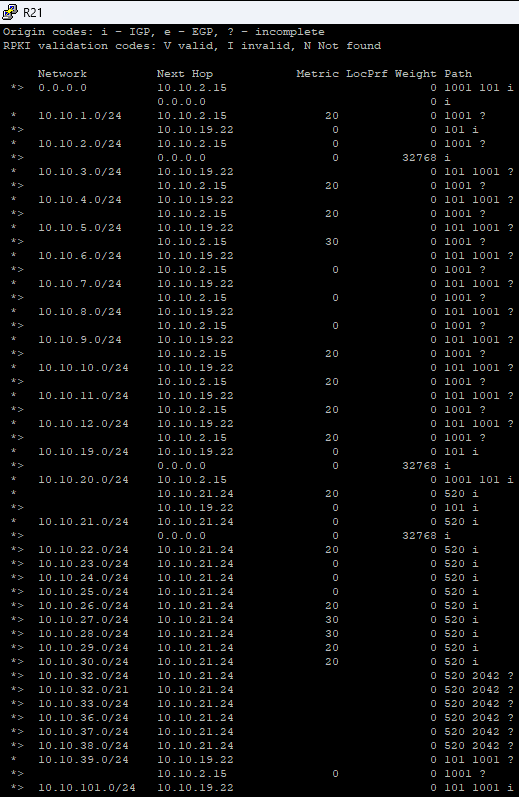 R21
Origin codes: i - IGP, e - EGP, ? - incomplete
RPKI validation codes: V valid, I invalid, N Not found
     Network          Next Hop            Metric LocPrf Weight Path
 *>  0.0.0.0          10.10.2.15                             0 1001 101 i
                      0.0.0.0                                0 i
 *   10.10.1.0/24     10.10.2.15              20             0 1001 ?
 *>                   10.10.19.22              0             0 101 i
 *   10.10.2.0/24     10.10.2.15               0             0 1001 ?
 *>                   0.0.0.0                  0         32768 i
 *   10.10.3.0/24     10.10.19.22                            0 101 1001 ?
 *>                   10.10.2.15              20             0 1001 ?
 *   10.10.4.0/24     10.10.19.22                            0 101 1001 ?
 *>                   10.10.2.15              20             0 1001 ?
 *   10.10.5.0/24     10.10.19.22                            0 101 1001 ?
 *>                   10.10.2.15              30             0 1001 ?
 *   10.10.6.0/24     10.10.19.22                            0 101 1001 ?
 *>                   10.10.2.15               0             0 1001 ?
 *   10.10.7.0/24     10.10.19.22                            0 101 1001 ?
 *>                   10.10.2.15               0             0 1001 ?
 *   10.10.8.0/24     10.10.19.22                            0 101 1001 ?
 *>                   10.10.2.15               0             0 1001 ?
 *   10.10.9.0/24     10.10.19.22                            0 101 1001 ?
 *>                   10.10.2.15              20             0 1001 ?
 *   10.10.10.0/24    10.10.19.22                            0 101 1001 ?
 *>                   10.10.2.15              20             0 1001 ?
 *   10.10.11.0/24    10.10.19.22                            0 101 1001 ?
 *>                   10.10.2.15              20             0 1001 ?
 *   10.10.12.0/24    10.10.19.22                            0 101 1001 ?
 *>                   10.10.2.15              20             0 1001 ?
 *   10.10.19.0/24    10.10.19.22              0             0 101 i
 *>                   0.0.0.0                  0         32768 i
 *   10.10.20.0/24    10.10.2.15                             0 1001 101 i
 *                    10.10.21.24             20             0 520 i
 *>                   10.10.19.22              0             0 101 i
 *   10.10.21.0/24    10.10.21.24              0             0 520 i
 *>                   0.0.0.0                  0         32768 i
 *>  10.10.22.0/24    10.10.21.24             20             0 520 i
 *>  10.10.23.0/24    10.10.21.24              0             0 520 i
 *>  10.10.24.0/24    10.10.21.24              0             0 520 i
 *>  10.10.25.0/24    10.10.21.24              0             0 520 i
 *>  10.10.26.0/24    10.10.21.24             20             0 520 i
 *>  10.10.27.0/24    10.10.21.24             30             0 520 i
 *>  10.10.28.0/24    10.10.21.24             30             0 520 i
 *>  10.10.29.0/24    10.10.21.24             20             0 520 i
 *>  10.10.30.0/24    10.10.21.24             20             0 520 i
 *>  10.10.32.0/24    10.10.21.24                            0 520 2042 ?
 *>  10.10.32.0/21    10.10.21.24                            0 520 2042 ?
 *>  10.10.33.0/24    10.10.21.24                            0 520 2042 ?
 *>  10.10.36.0/24    10.10.21.24                            0 520 2042 ?
 *>  10.10.37.0/24    10.10.21.24                            0 520 2042 ?
 *>  10.10.38.0/24    10.10.21.24                            0 520 2042 ?
 *   10.10.39.0/24    10.10.19.22                            0 101 1001 ?
 *>                   10.10.2.15               0             0 1001 ?
 *>  10.10.101.0/24   10.10.19.22                            0 101 1001 i